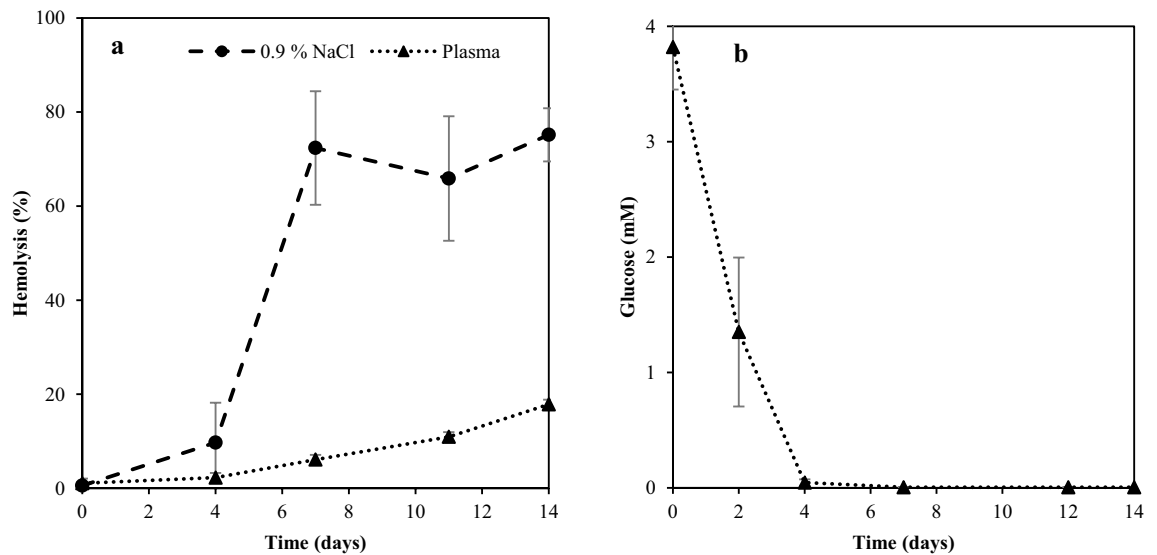 a
0.9 % NaCl
Plasma
100
80
60
40
20
0
Hemolysis (%)
0 2 4 6 8 10 12 14
Time (days)
b
4
3
2
1
0
Glucose (mM)
0 2 4 6 8 10 12 14
Time (days)